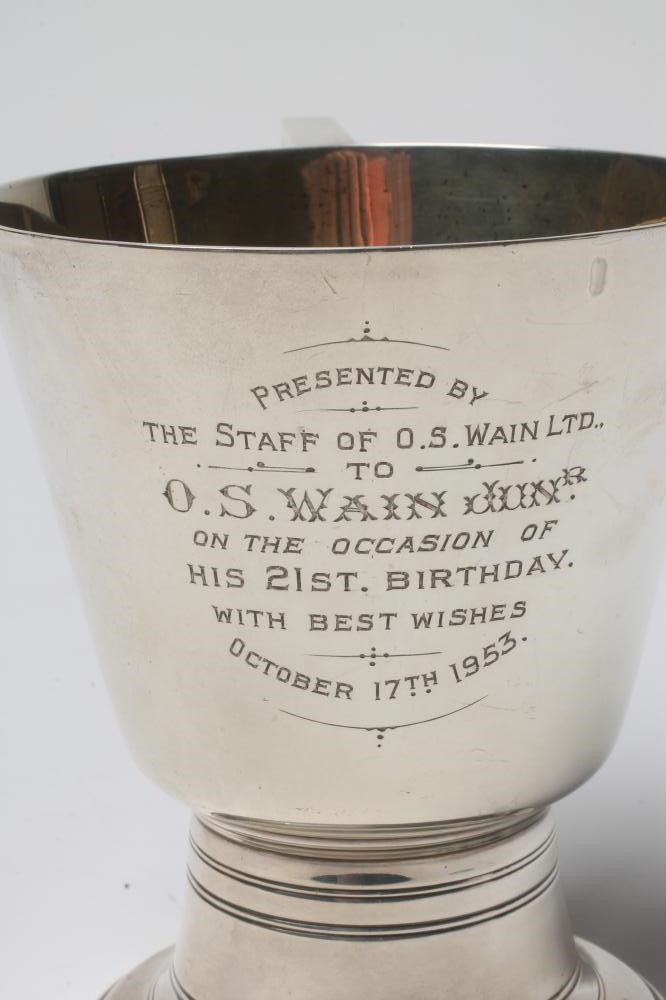 PRESENTED BY
THE STAFF OF O.S. WAIN LTD.,
TO
O.S. WAIN JUNR.
ON THE OCCASION OF
HIS 21ST. BIRTHDAY.
WITH BEST WISHES
OCTOBER 17TH 1953.